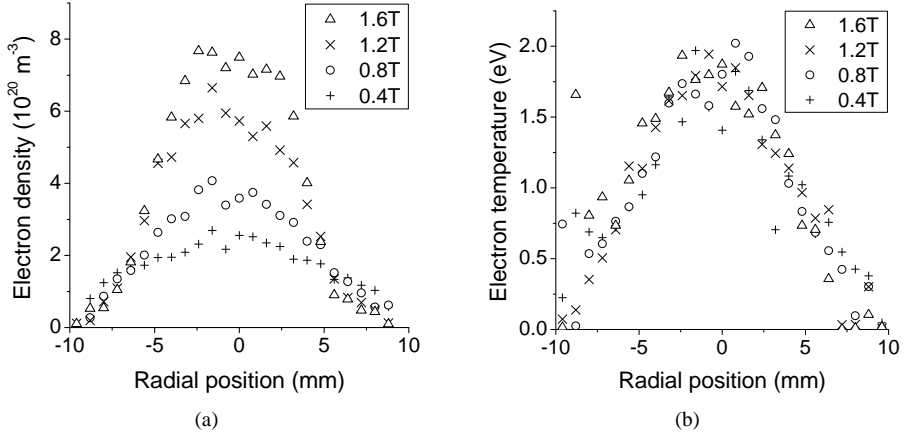 (a)
Electron density (10²⁰ m⁻³)
8
6
4
2
0
-10 -5 0 5 10
Radial position (mm)
1.6T
1.2T
0.8T
0.4T
(b)
Electron temperature (eV)
2.0
1.5
1.0
0.5
0.0
-10 -5 0 5 10
Radial position (mm)
1.6T
1.2T
0.8T
0.4T
(a)
(b)